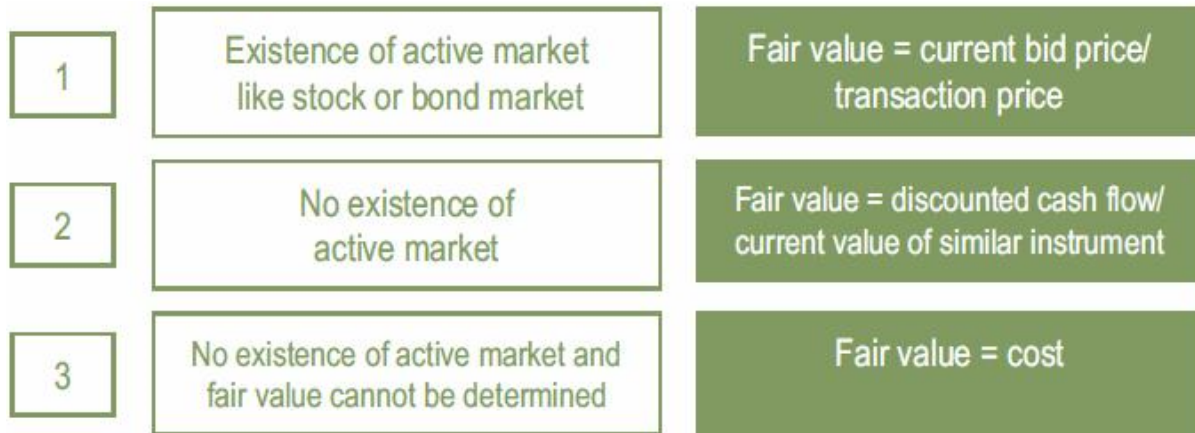 1
Existence of active market
like stock or bond market
Fair value = current bid price/
transaction price
2
No existence of
active market
Fair value = discounted cash flow/
current value of similar instrument
3
No existence of active market and
fair value cannot be determined
Fair value = cost